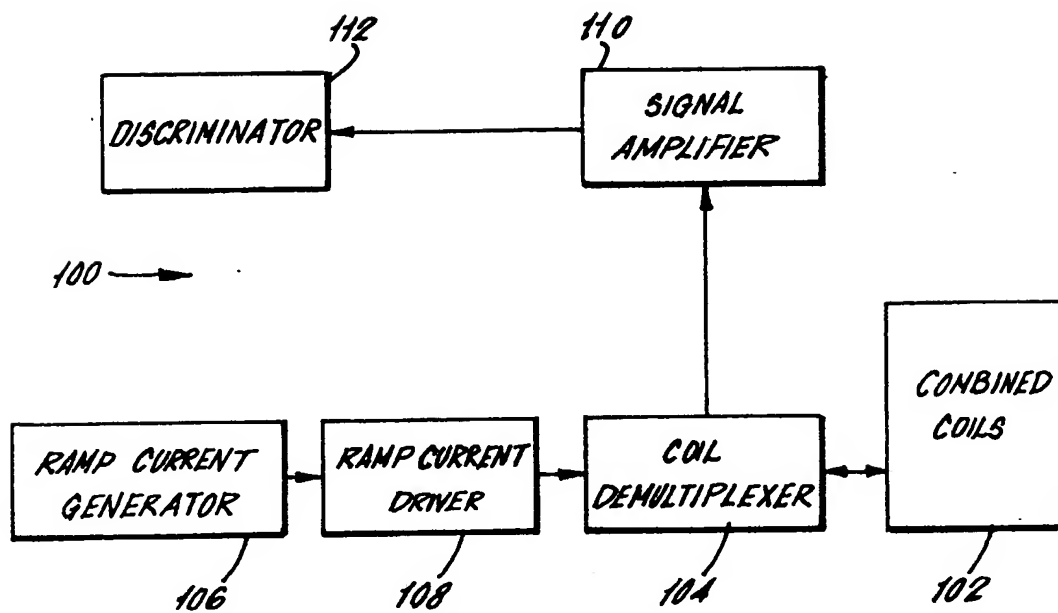 112
110
DISCRIMINATOR
SIGNAL
AMPLIFIER
100
COMBINED
COILS
RAMP CURRENT
GENERATOR
RAMP CURRENT
DRIVER
COIL
DEMULTIPLEXER
106
108
104
102